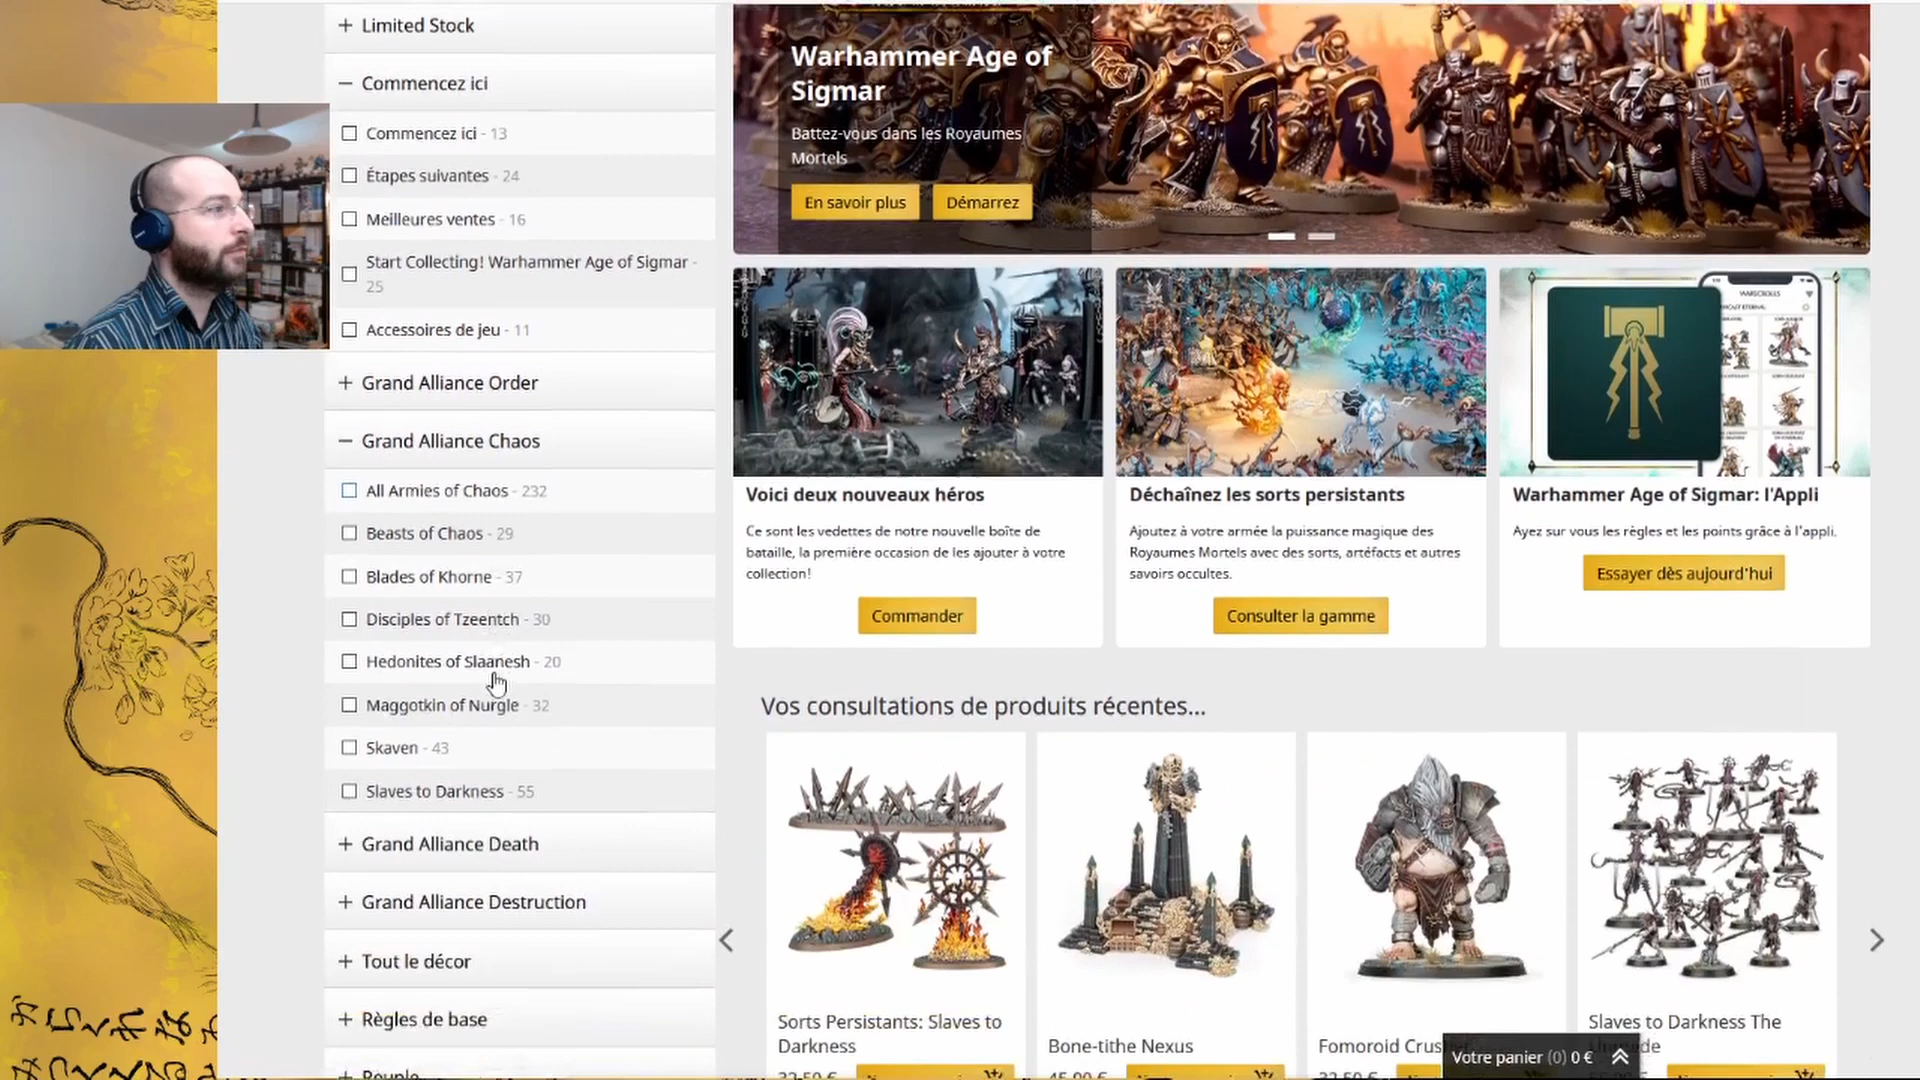 Limited Stock
Commencez ici
Commencez ici - 13
Étapes suivantes - 24
Meilleures ventes - 16
Start Collecting! Warhammer Age of Sigmar -
25
Accessoires de jeu - 11
Grand Alliance Order
Grand Alliance Chaos
All Armies of Chaos - 232
Beasts of Chaos - 29
Blades of Khorne - 37
Disciples of Tzeentch - 30
Hedonites of Slaanesh - 20
Maggotkin of Nurgle - 32
Skaven - 43
Slaves to Darkness - 55
Grand Alliance Death
Grand Alliance Destruction
Tout le décor
Règles de base
Warhammer Age of
Sigmar
Battez-vous dans les Royaumes
Mortels
En savoir plus
Démarrez
WARSCROLLS
Voici deux nouveaux héros
Ce sont les vedettes de notre nouvelle boîte de
bataille, la première occasion de les ajouter à votre
collection!
Commander
Déchaînez les sorts persistants
Ajoutez à votre armée la puissance magique des
Royaumes Mortels avec des sorts, artéfacts et autres
savoirs occultes.
Consulter la gamme
Warhammer Age of Sigmar: l'Appli
Ayez sur vous les règles et les points grâce à l'appli.
Essayer dès aujourd'hui
Vos consultations de produits récentes...
Sorts Persistants: Slaves to
Darkness
32,50 €
Bone-tithe Nexus
45,00 €
Fomoroid
32,50 €
Slaves to Darkness The
Votre panier (0) 0 €